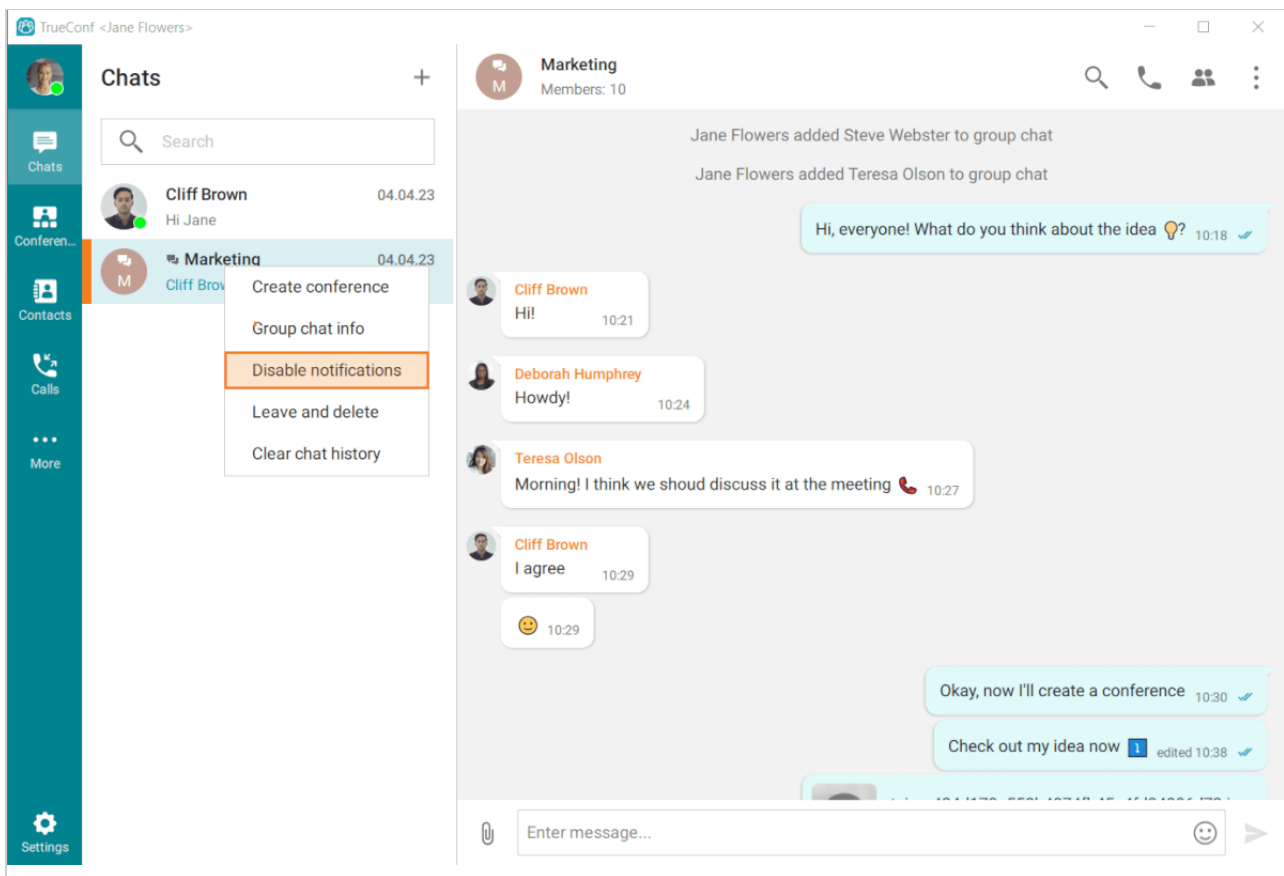 TrueConf <Jane Flowers>
Chats
Search
Cliff Brown 04.04.23
Hi Jane
Marketing 04.04.23
Cliff
Create conference
Group chat info
Disable notifications
Leave and delete
Clear chat history
Chats
Conferen...
Contacts
Calls
More
Settings
M
Marketing
Members: 10
M
Jane Flowers added Steve Webster to group chat
Jane Flowers added Teresa Olson to group chat
Hi, everyone! What do you think about the idea 💡? 10:18
Cliff Brown
Hi! 10:21
Deborah Humphrey
Howdy! 10:24
Teresa Olson
Morning! I think we shoud discuss it at the meeting 📞 10:27
Cliff Brown
I agree 10:29
🙂 10:29
Okay, now I'll create a conference 10:30
Check out my idea now ⤵ edited 10:38
Enter message...